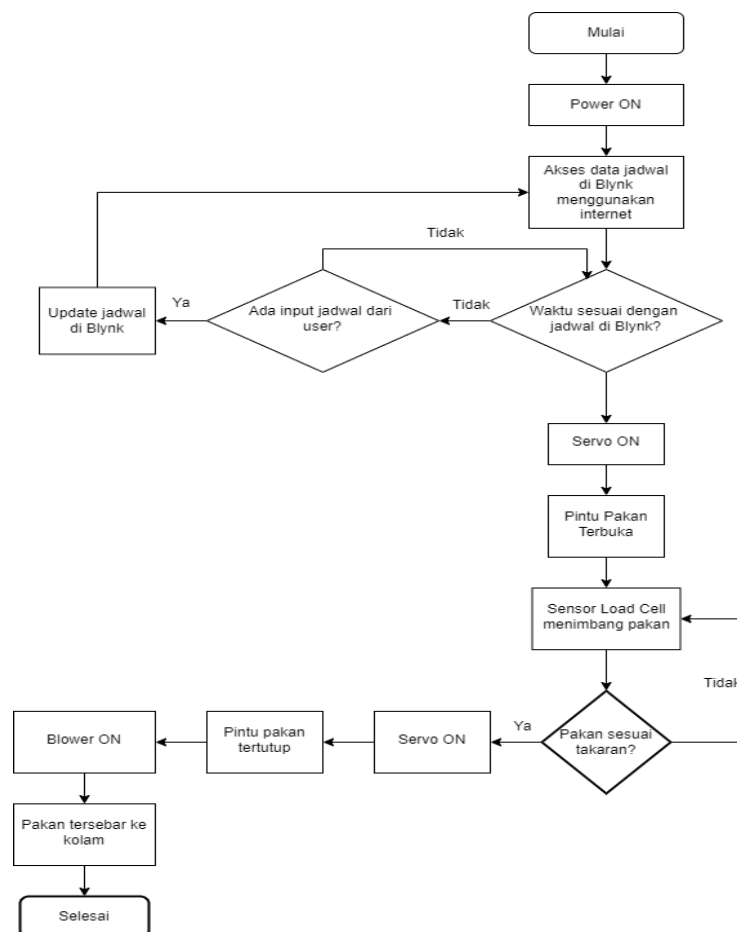 Mulai
Power ON
Akses data jadwal
di Blynk
menggunakan
internet
Tidak
Update jadwal
di Blynk
Ya
Ada input jadwal dari
user?
Tidak
Waktu sesuai dengan
jadwal di Blynk?
Servo ON
Pintu Pakan
Terbuka
Sensor Load Cell
menimbang pakan
Tidak
Blower ON
Pintu pakan
tertutup
Servo ON
Ya
Pakan sesuai
takaran?
Pakan tersebar ke
kolam
Selesai